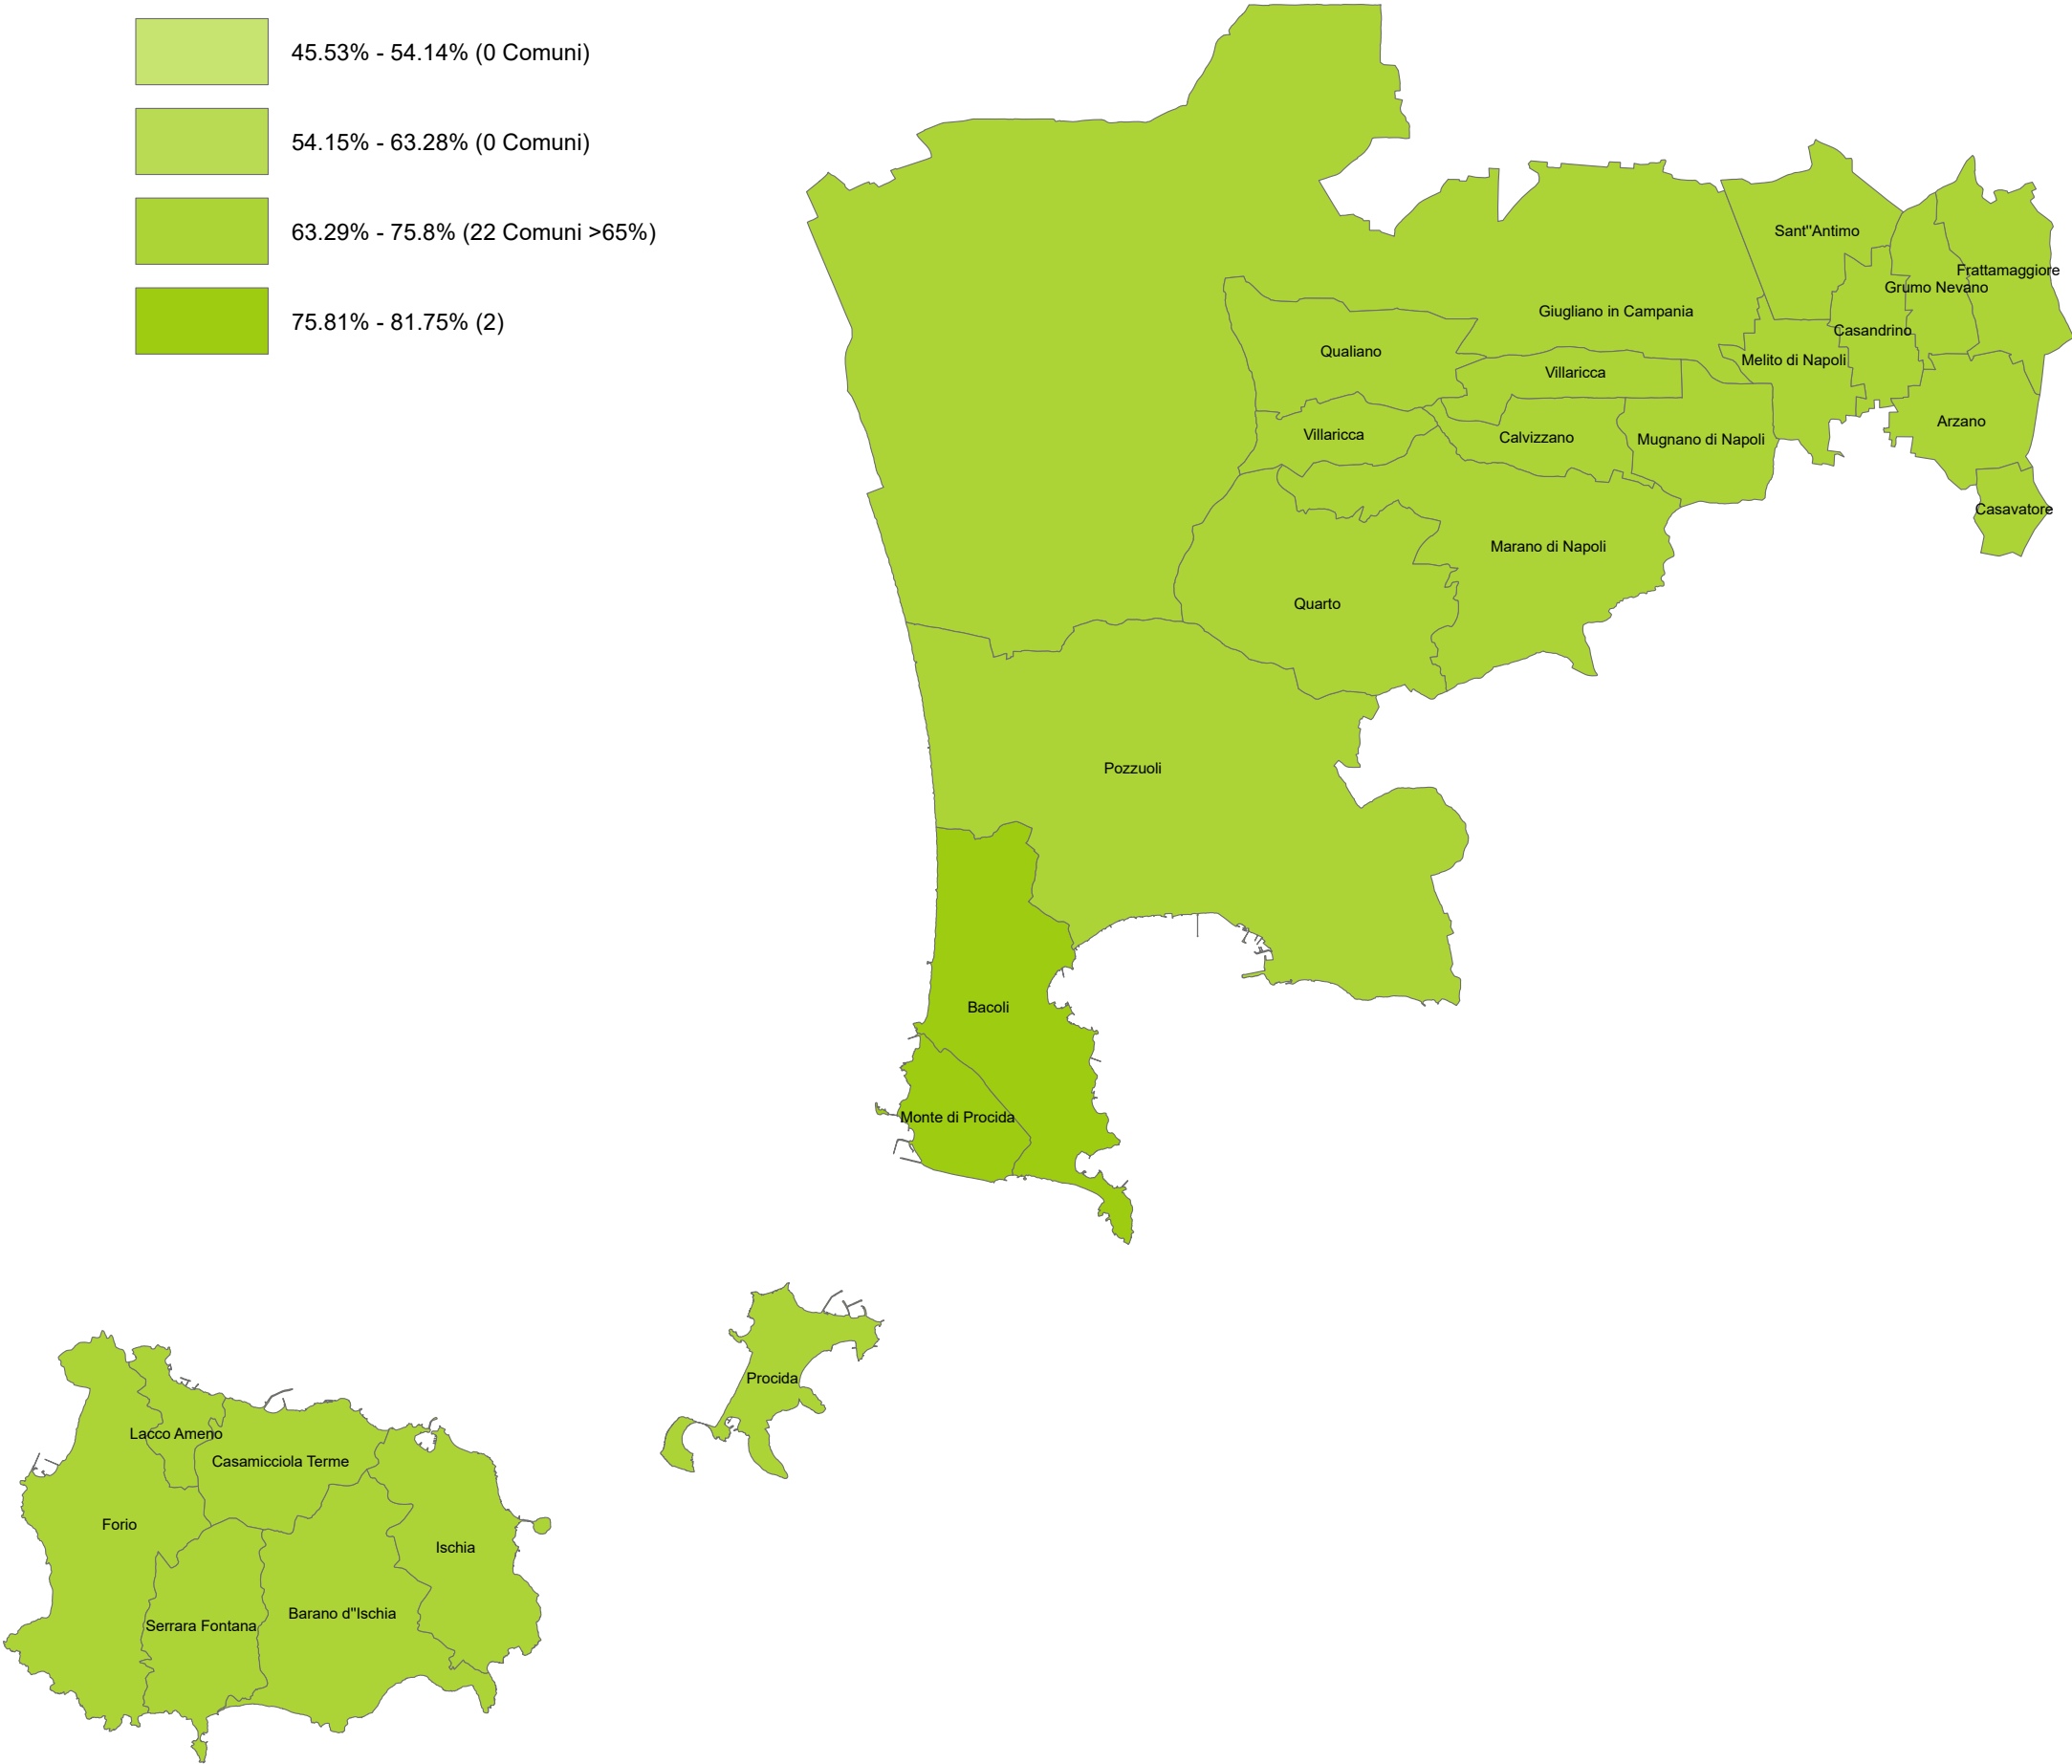 45.53% - 54.14% (0 Comuni)
54.15% - 63.28% (0 Comuni)
63.29% - 75.8% (22 Comuni >65%)
75.81% - 81.75% (2)
Sant''Antimo
Frattamaggiore
Grumo Nevano
Giugliano in Campania
Casandrino
Qualiano
Melito di Napoli
Villaricca
Arzano
Villaricca
Calvizzano
Mugnano di Napoli
Casavatore
Marano di Napoli
Quarto
Pozzuoli
Bacoli
Monte di Procida
Procida
Lacco Ameno
Casamicciola Terme
Forio
Ischia
Barano d''Ischia
Serrara Fontana